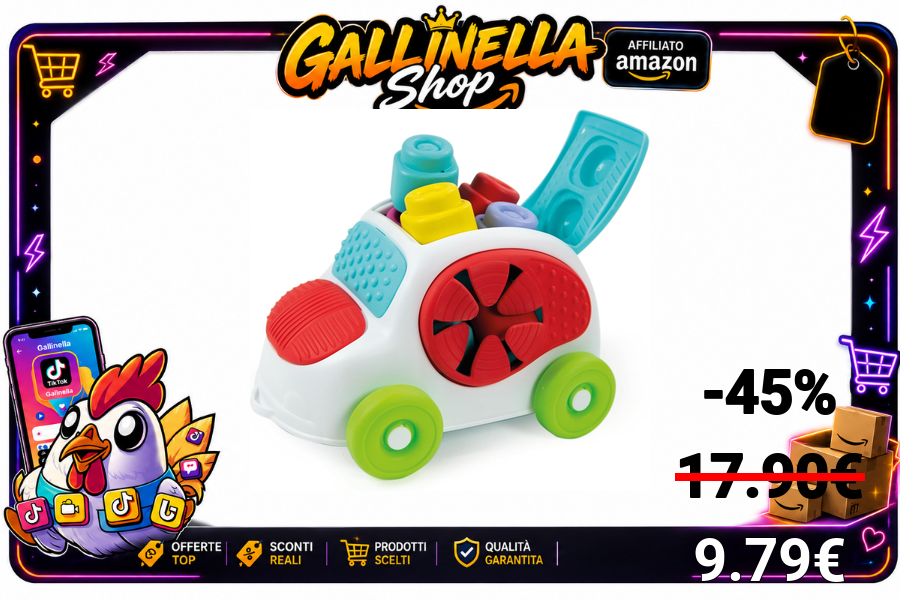 GALLINELLA
Shop
AFFILIATO
amazon
Gallinella
TikTok
Gallinella
-45%
17.90€
9.79€
OFFERTE
TOP
SCONTI
REALI
PRODOTTI
SCELTI
QUALITÀ
GARANTITA